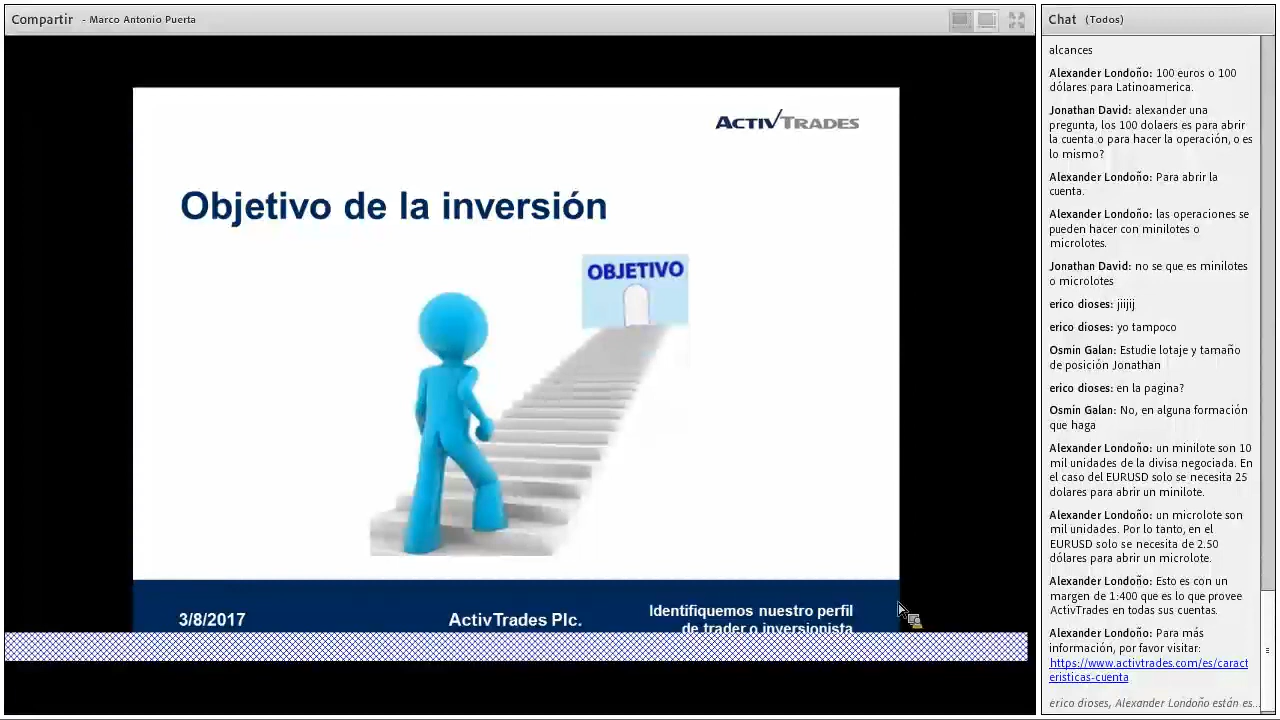 Compartir - Marco Antonio Puerta
ACTIVTRADES
Objetivo de la inversión
OBJETIVO
3/8/2017
ActivTrades Plc.
Identifiquemos nuestro perfil
de trader o inversionista
Chat (Todos)
alcances
Alexander Londoño: 100 euros o 100
dólares para Latinoamerica.
Jonathan David: alexander una
pregunta, los 100 dolaers es para abrir
la cuenta o para hacer la operación, o es
lo mismo?
Alexander Londoño: Para abrir la
cuenta.
Alexander Londoño: las operaciones se
pueden hacer con minilotes o
microlotes.
Jonathan David: no se que es minilotes
o microlotes
erico dioses: jiijij
erico dioses: yo tampoco
Osmin Galan: Estudie lotaje y tamaño
de posición Jonathan
erico dioses: en la pagina?
Osmin Galan: No, en alguna formación
que haga
Alexander Londoño: un minilote son 10
mil unidades de la divisa negociada. En
el caso del EURUSD solo se necesita 25
dolares para abrir un minilote.
Alexander Londoño: un microlote son
mil unidades. Por lo tanto, en el
EURUSD solo se necesita de 2.50
dólares para abrir un microlote.
Alexander Londoño: Esto es con un
margen de 1:400 que es lo que provee
ActivTrades en todas sus cuentas.
Alexander Londoño: Para más
información, por favor visitar:
https://www.activtrades.com/es/caract
eristicas-cuenta
erico dioses, Alexander Londoño están es...